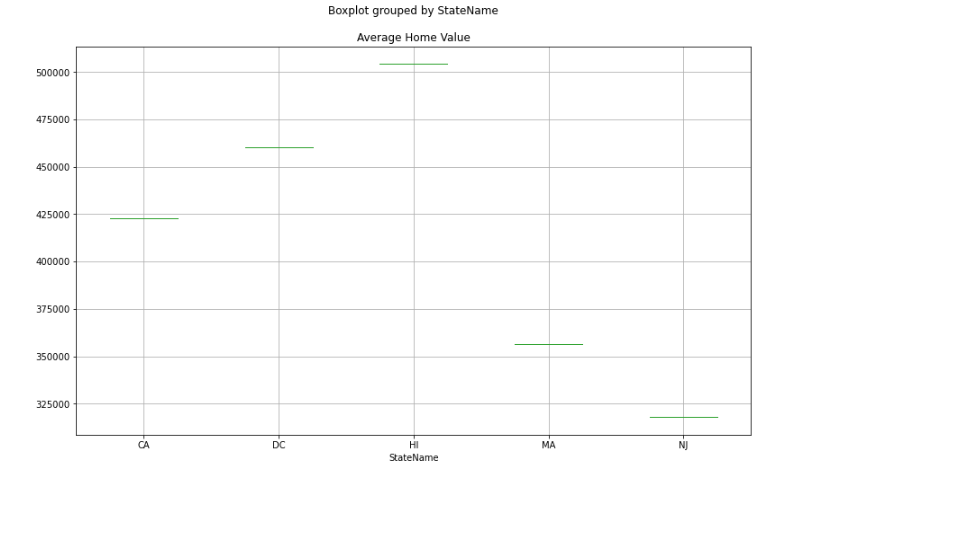 Boxplot grouped by StateName
Average Home Value
500000
475000
450000
425000
400000
375000
350000
325000
CA DC HI MA NJ
StateName